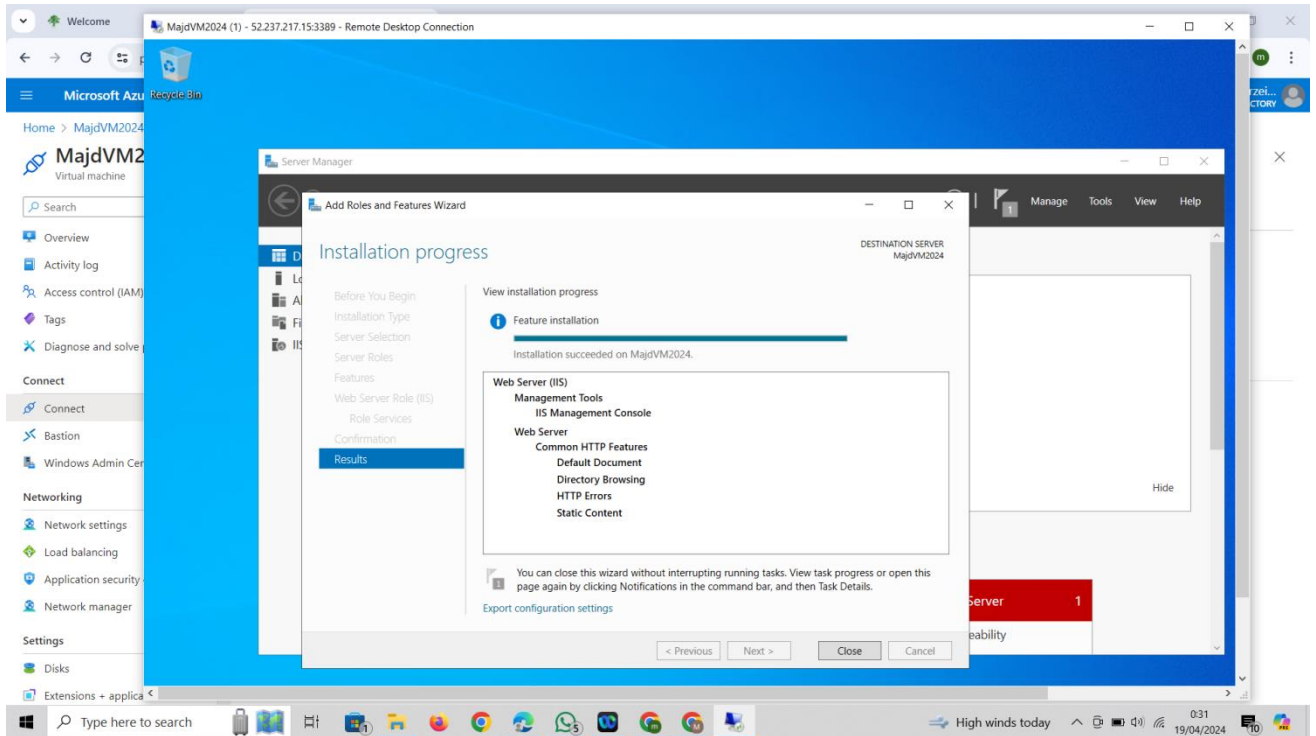 Welcome
MajdVM2024 (1) - 52.237.217.15:3389 - Remote Desktop Connection
m
Microsoft Azu
Recycle Bin
rzei...
CTORY
Home > MajdVM2024
MajdVM2
Virtual machine
Search
Overview
Activity log
Access control (IAM)
Tags
Diagnose and solve
Connect
Connect
Bastion
Windows Admin Cer
Networking
Network settings
Load balancing
Application security
Network manager
Settings
Disks
Extensions + applica
Server Manager
1
Manage
Tools
View
Help
D
Lo
Al
Fi
IIS
Add Roles and Features Wizard
Installation progress
DESTINATION SERVER
MajdVM2024
Before You Begin
Installation Type
Server Selection
Server Roles
Features
Web Server Role (IIS)
Role Services
Confirmation
Results
View installation progress
Feature installation
Installation succeeded on MajdVM2024.
Web Server (IIS)
Management Tools
IIS Management Console
Web Server
Common HTTP Features
Default Document
Directory Browsing
HTTP Errors
Static Content
1
You can close this wizard without interrupting running tasks. View task progress or open this
page again by clicking Notifications in the command bar, and then Task Details.
Export configuration settings
< Previous
Next >
Close
Cancel
Hide
Server 1
eability
Type here to search
High winds today
0:31
19/04/2024